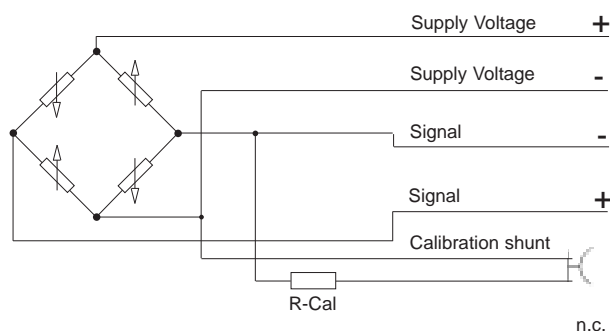 Supply Voltage +
Supply Voltage -
Signal -
Signal +
Calibration shunt
R-Cal
n.c.